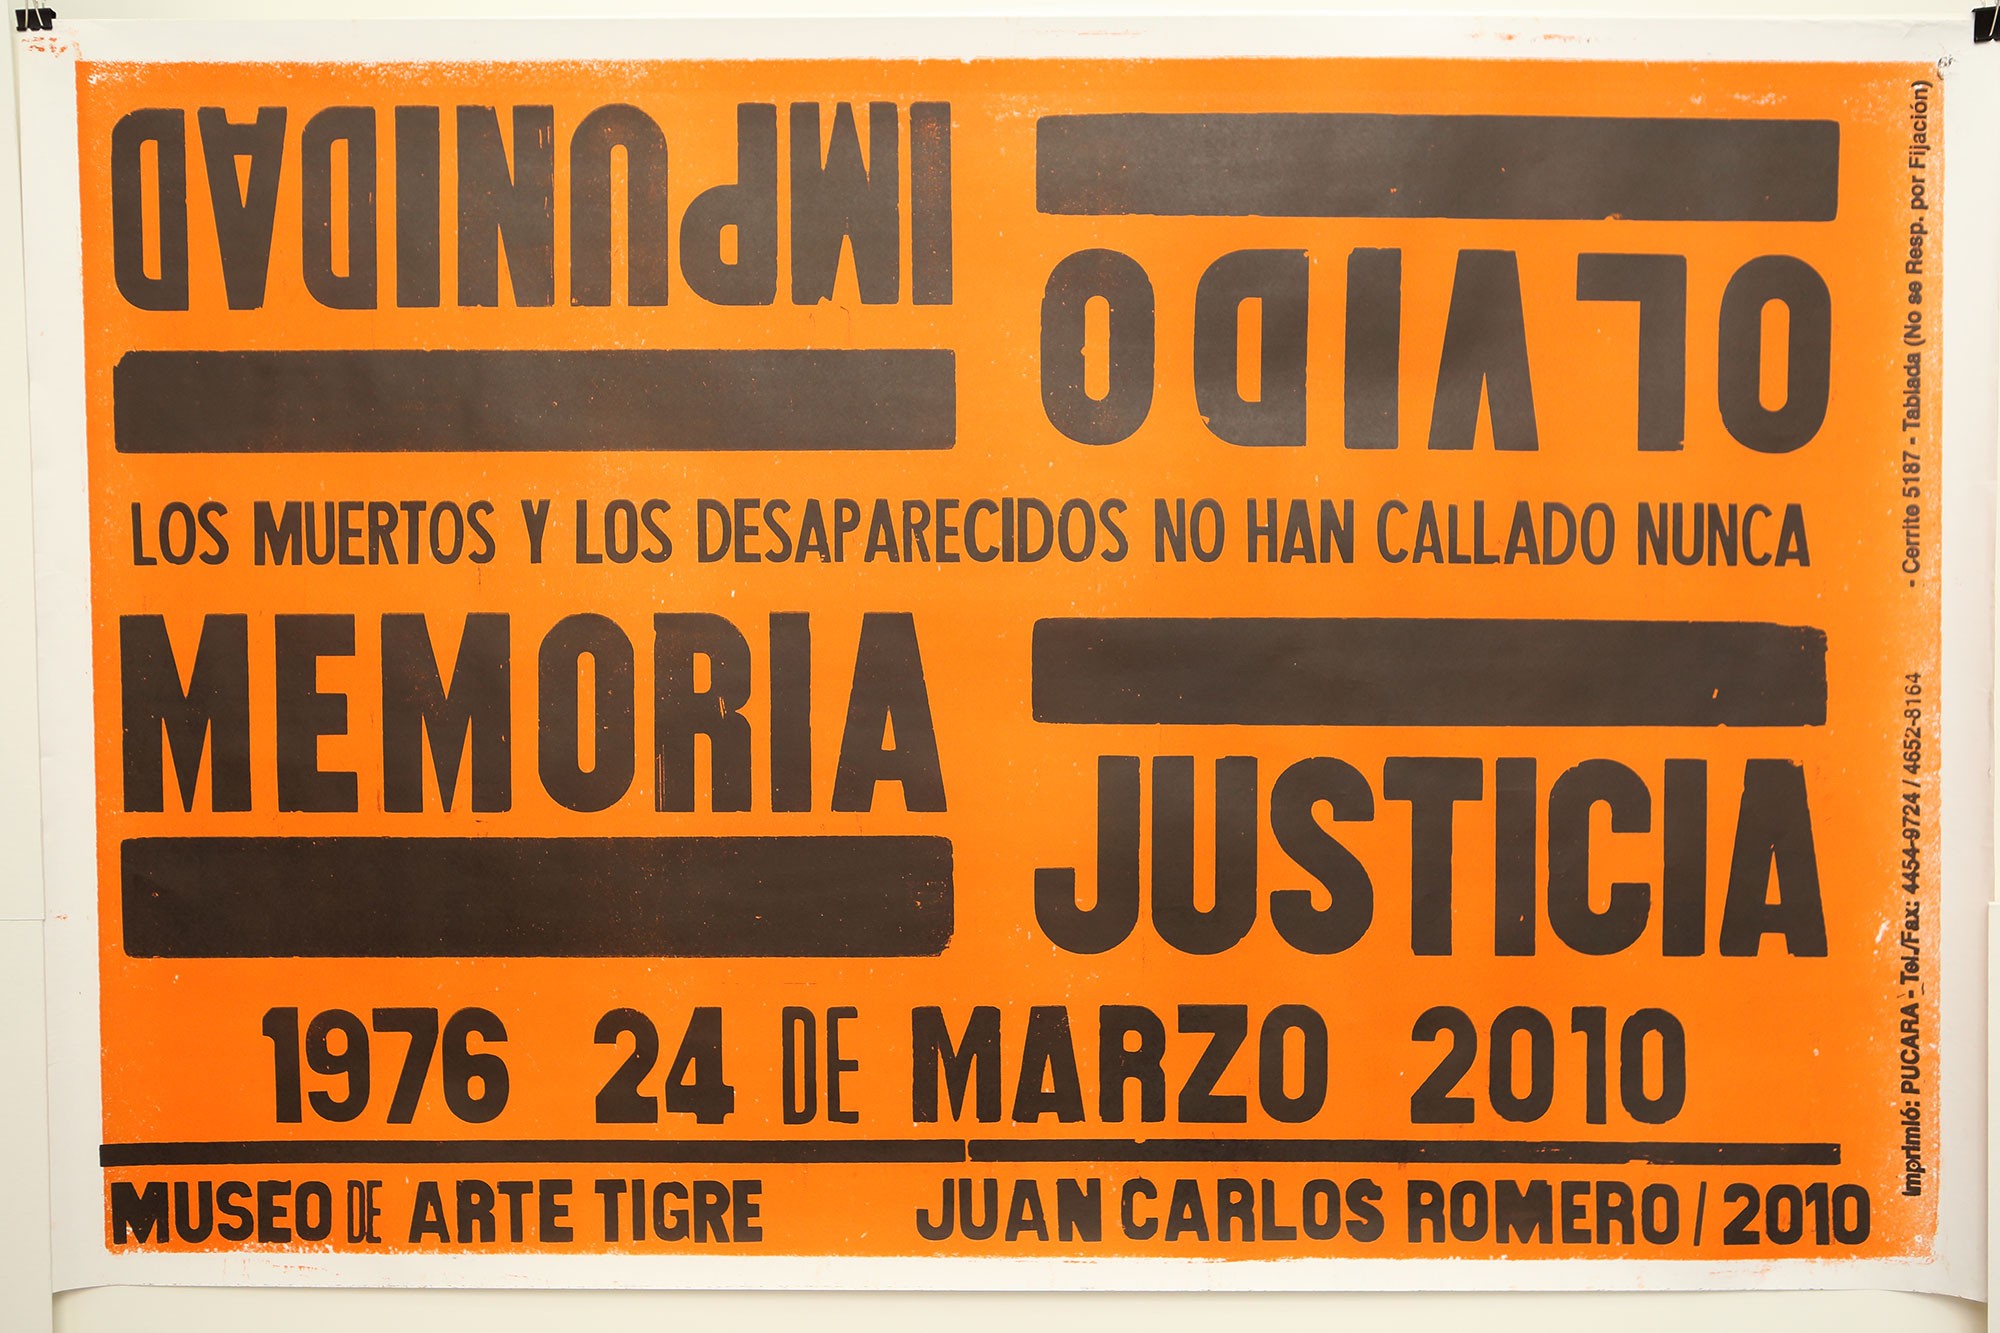 IMPUNIDAD
OLVIDO
LOS MUERTOS Y LOS DESAPARECIDOS NO HAN CALLADO NUNCA
MEMORIA
JUSTICIA
1976 24 DE MARZO 2010
MUSEO DE ARTE TIGRE JUAN CARLOS ROMERO / 2010
Imprimió: PUCARA - Tel./Fax: 4454-9724 / 4652-8164 - Cerrito 5187 - Tablada (No se Resp. por Fijación)